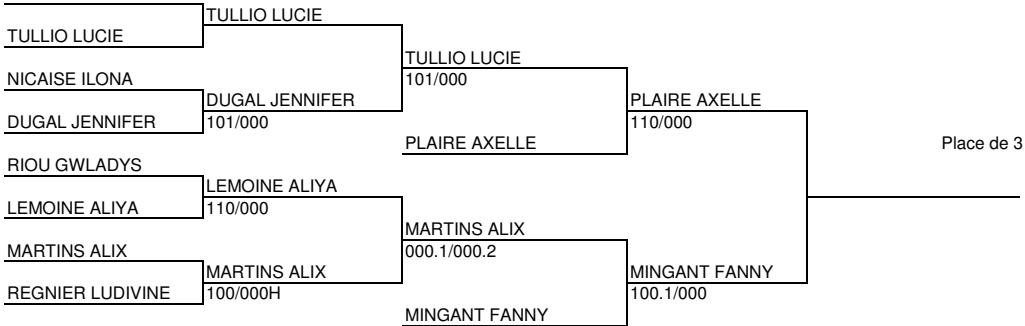 TULLIO LUCIE
TULLIO LUCIE
TULLIO LUCIE
101/000
NICAISE ILONA
DUGAL JENNIFER
101/000
DUGAL JENNIFER
PLAIRE AXELLE
110/000
PLAIRE AXELLE
Place de 3
RIOU GWLADYS
LEMOINE ALIYA
110/000
LEMOINE ALIYA
MARTINS ALIX
000.1/000.2
MARTINS ALIX
MARTINS ALIX
100/000H
MINGANT FANNY
100.1/000
REGNIER LUDIVINE
MINGANT FANNY